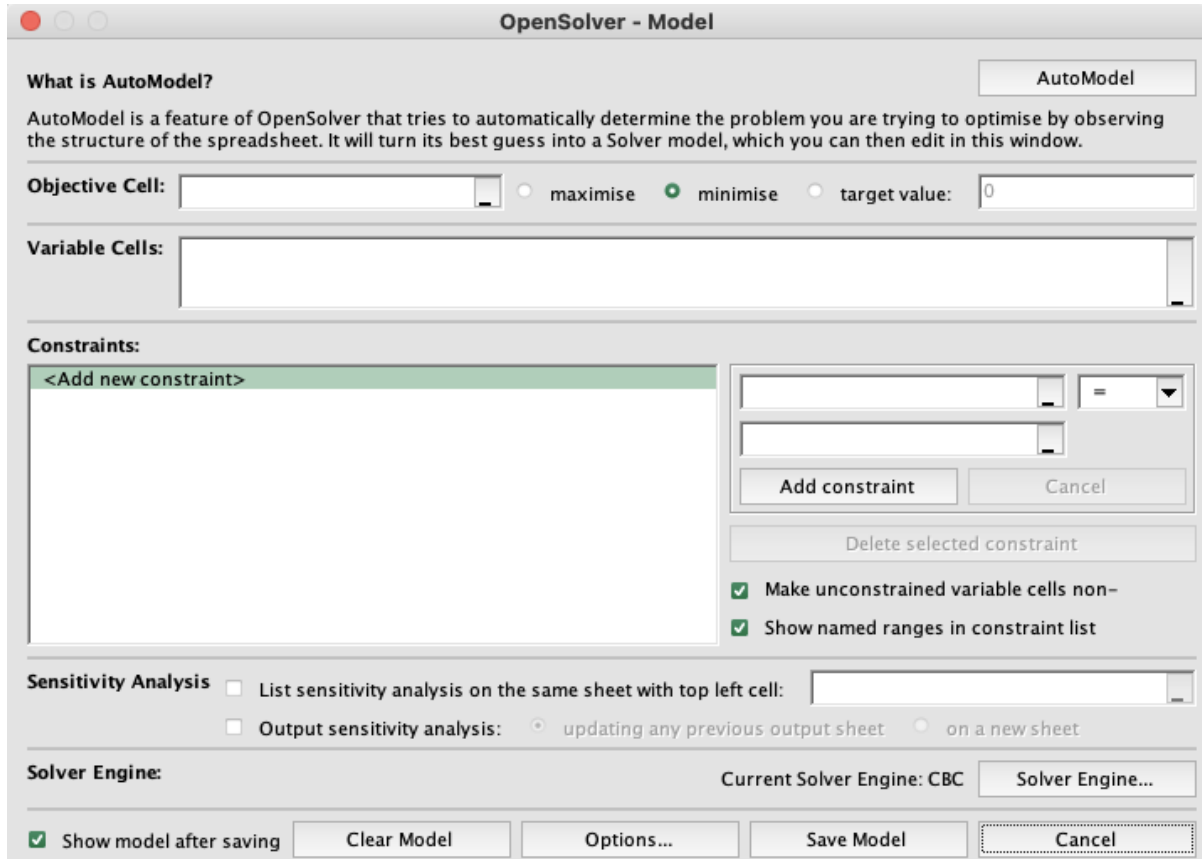 OpenSolver - Model
What is AutoModel?
AutoModel
AutoModel is a feature of OpenSolver that tries to automatically determine the problem you are trying to optimise by observing
the structure of the spreadsheet. It will turn its best guess into a Solver model, which you can then edit in this window.
Objective Cell:
maximise
minimise
target value:
0
Variable Cells:
Constraints:
<Add new constraint>
=
Add constraint
Cancel
Delete selected constraint
Make unconstrained variable cells non-
Show named ranges in constraint list
Sensitivity Analysis
List sensitivity analysis on the same sheet with top left cell:
Output sensitivity analysis:
updating any previous output sheet
on a new sheet
Solver Engine:
Current Solver Engine: CBC
Solver Engine...
Show model after saving
Clear Model
Options...
Save Model
Cancel